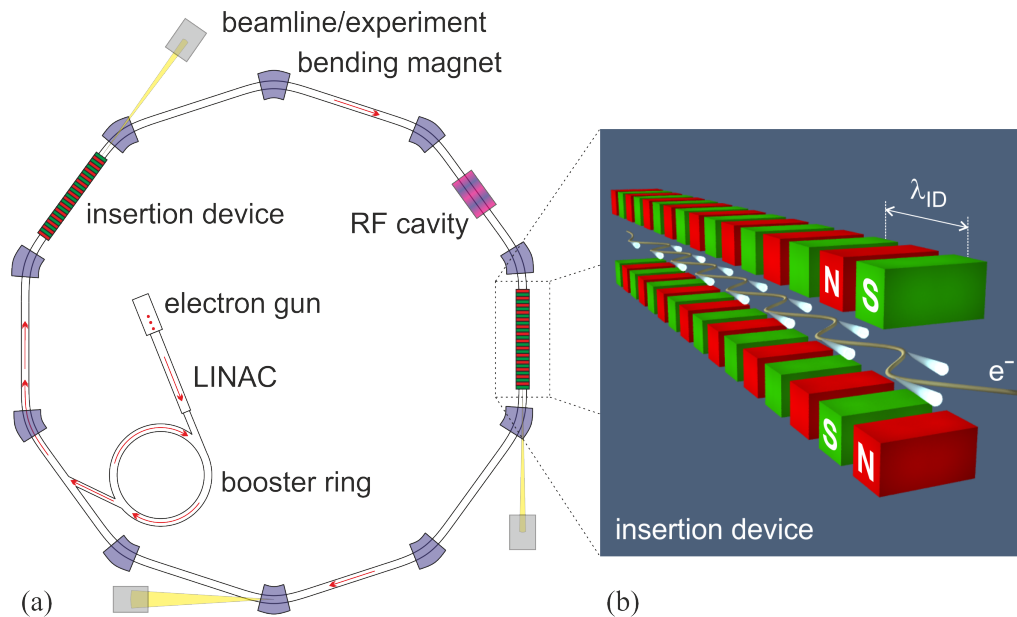 beamline/experiment
bending magnet
insertion device
RF cavity
electron gun
LINAC
booster ring
(a)
λID
N
S
e⁻
S
N
insertion device
(b)